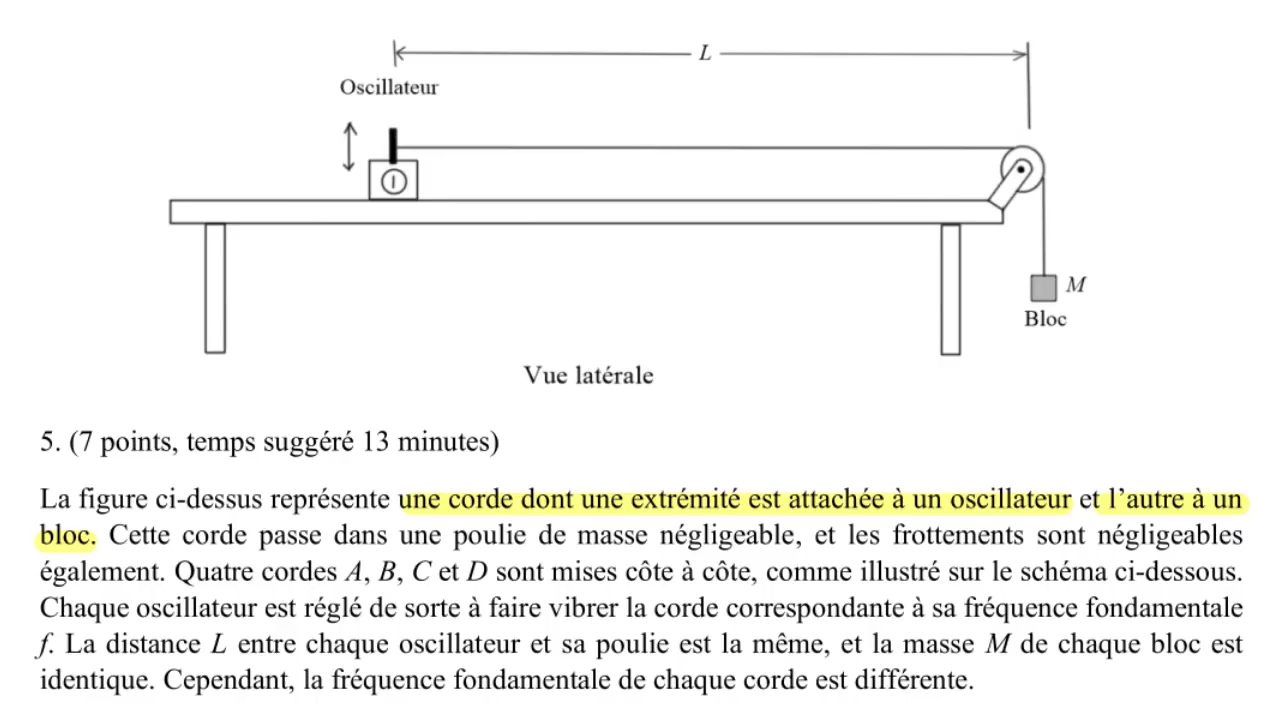 L
Oscillateur
M
Bloc
Vue latérale
5. (7 points, temps suggéré 13 minutes)
La figure ci-dessus représente une corde dont une extrémité est attachée à un oscillateur et l’autre à un
bloc. Cette corde passe dans une poulie de masse négligeable, et les frottements sont négligeables
également. Quatre cordes A, B, C et D sont mises côte à côte, comme illustré sur le schéma ci-dessous.
Chaque oscillateur est réglé de sorte à faire vibrer la corde correspondante à sa fréquence fondamentale
f. La distance L entre chaque oscillateur et sa poulie est la même, et la masse M de chaque bloc est
identique. Cependant, la fréquence fondamentale de chaque corde est différente.